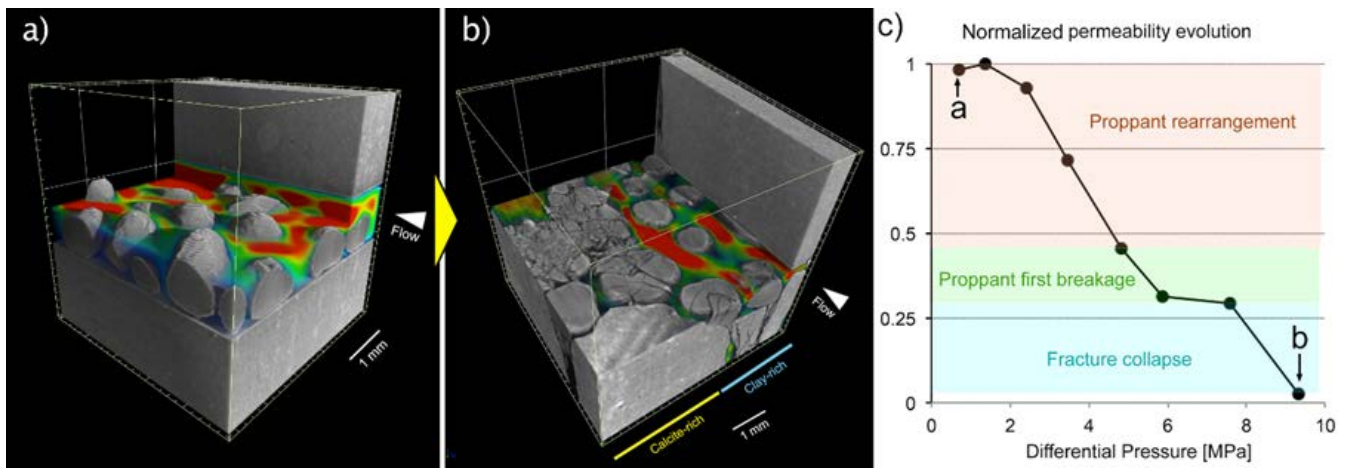 a)
Flow
1 mm
b)
Flow
1 mm
Calcite-rich
Clay-rich
c)
Normalized permeability evolution
1
0.75
0.5
0.25
0
a
Proppant rearrangement
Proppant first breakage
Fracture collapse
b
0 2 4 6 8 10
Differential Pressure [MPa]